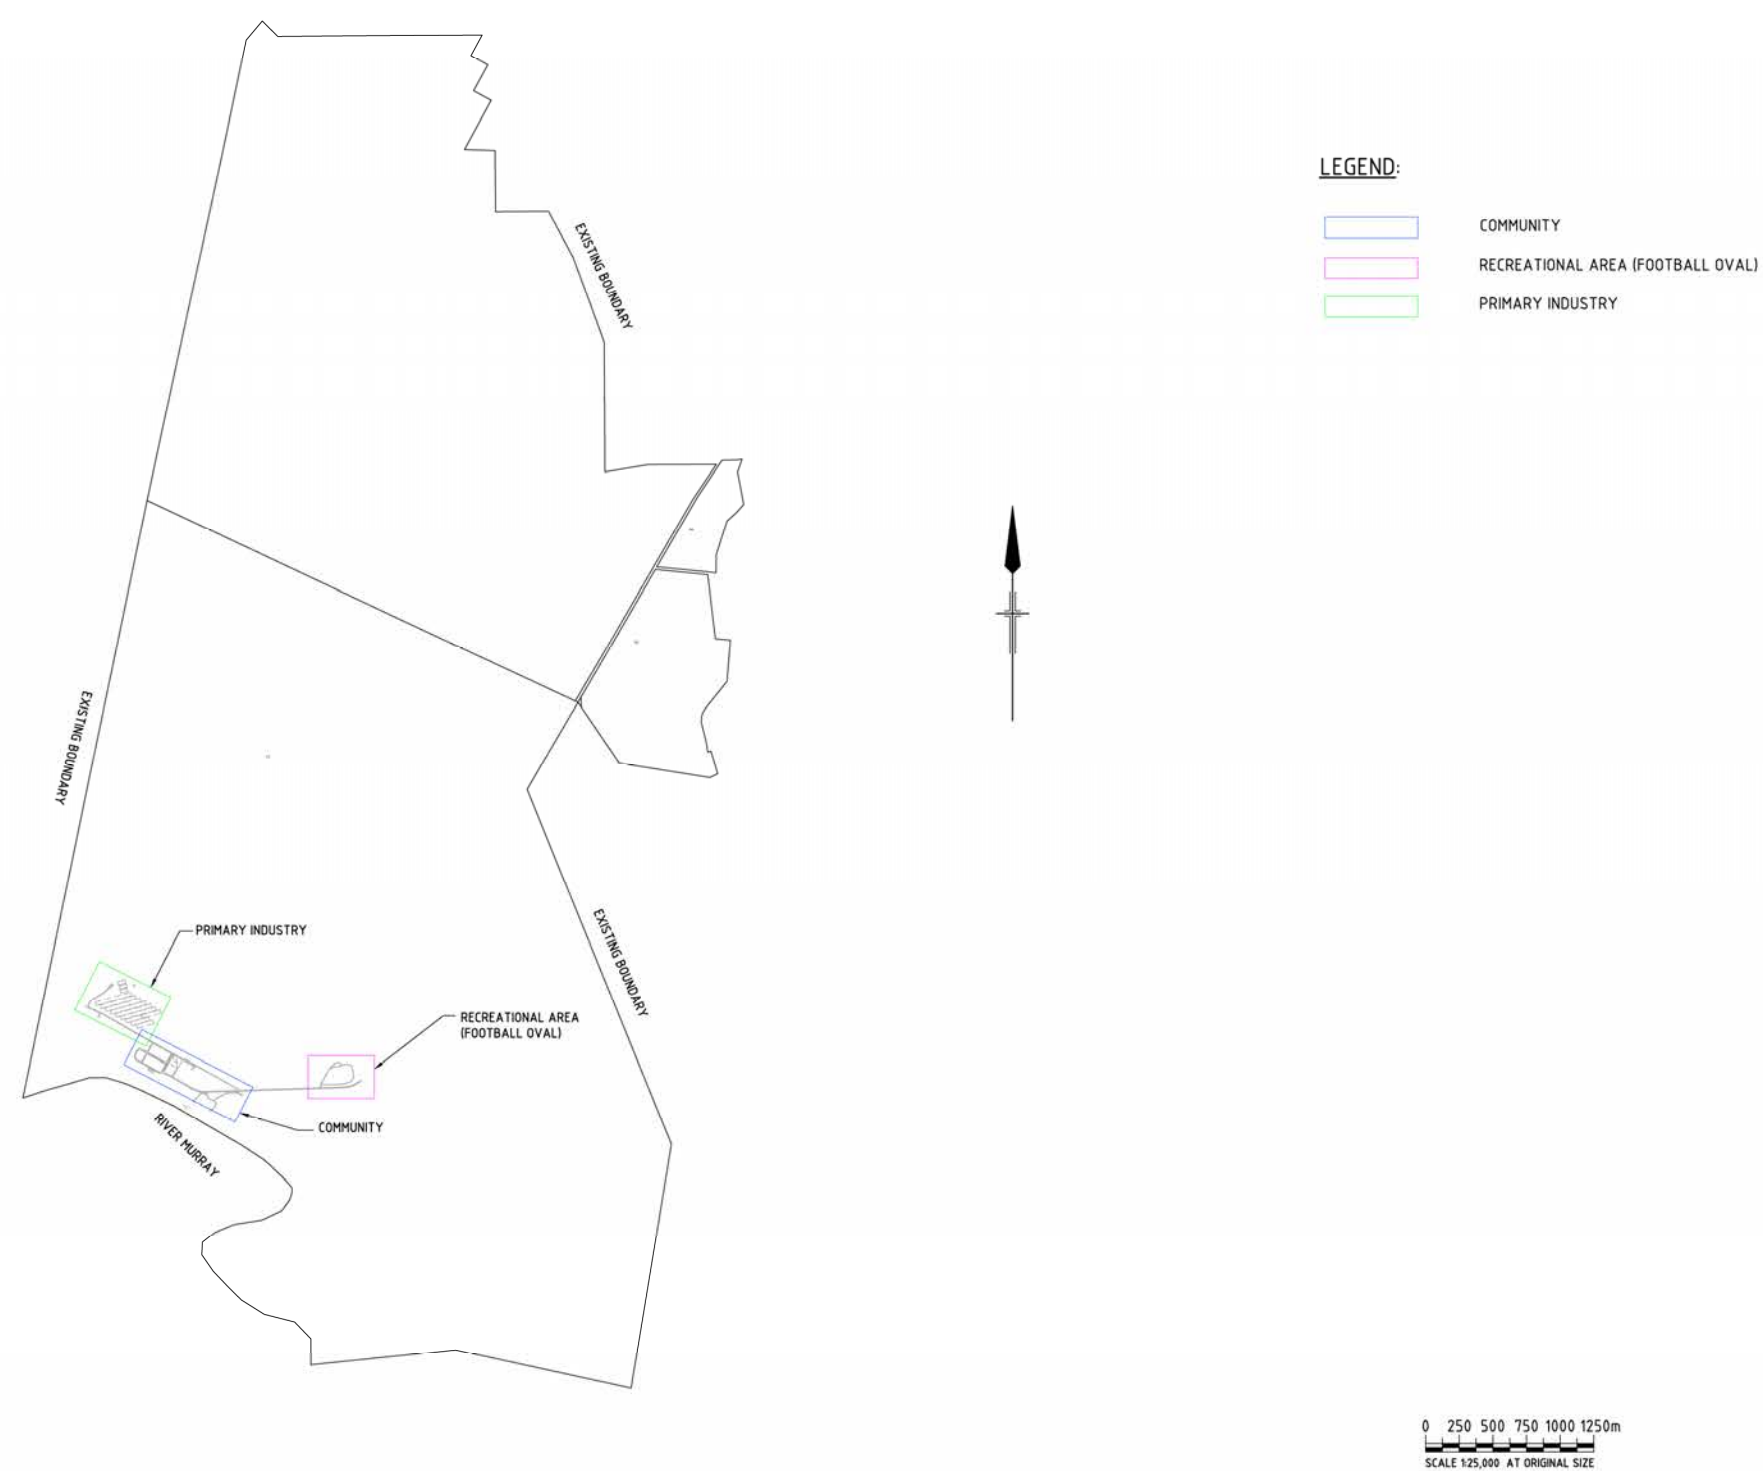 LEGEND:
COMMUNITY
RECREATIONAL AREA (FOOTBALL OVAL)
PRIMARY INDUSTRY
EXISTING BOUNDARY
EXISTING BOUNDARY
PRIMARY INDUSTRY
EXISTING BOUNDARY
RECREATIONAL AREA
(FOOTBALL OVAL)
COMMUNITY
RIVER MURRAY
0 250 500 750 1000 1250m
SCALE 1:25,000 AT ORIGINAL SIZE